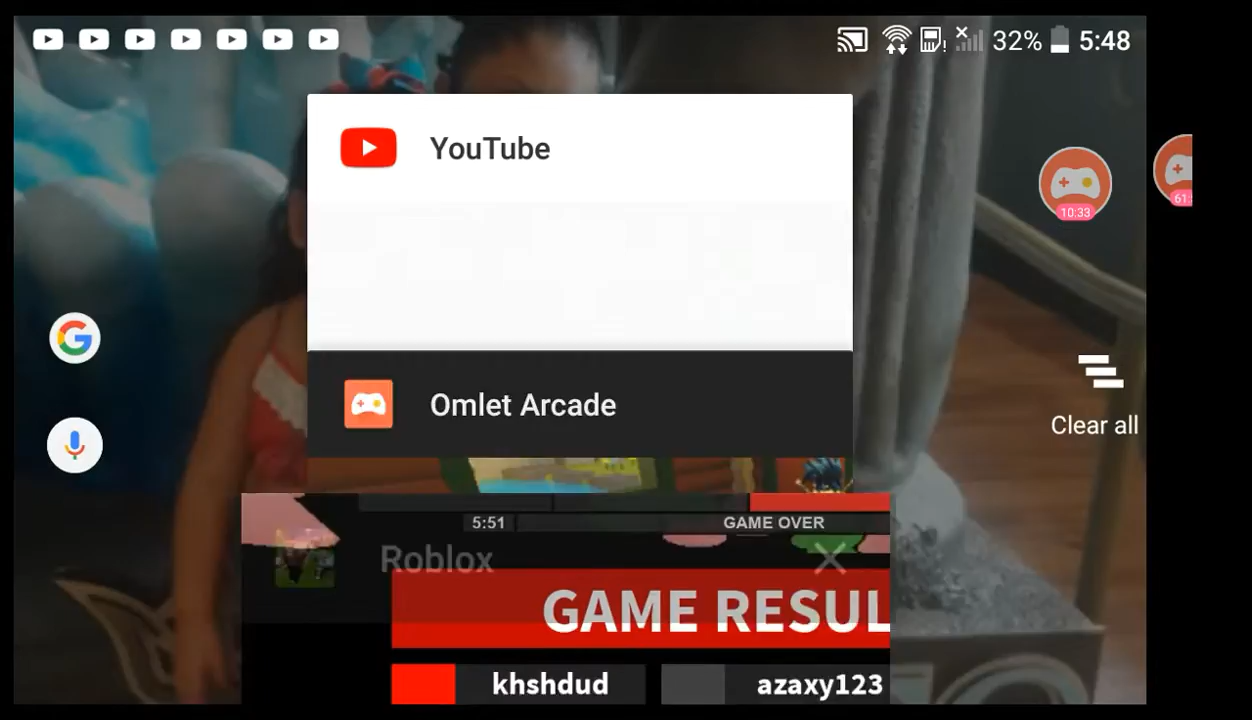 32% 5:48
YouTube
10:33
61:
Omlet Arcade
Clear all
5:51 GAME OVER
Roblox
GAME RESUL
khshdud azaxy123